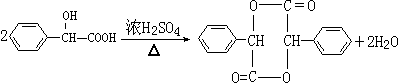 2 OH CH COOH 浓H₂SO₄ △ O C=O CH CH C=O O +2H₂O